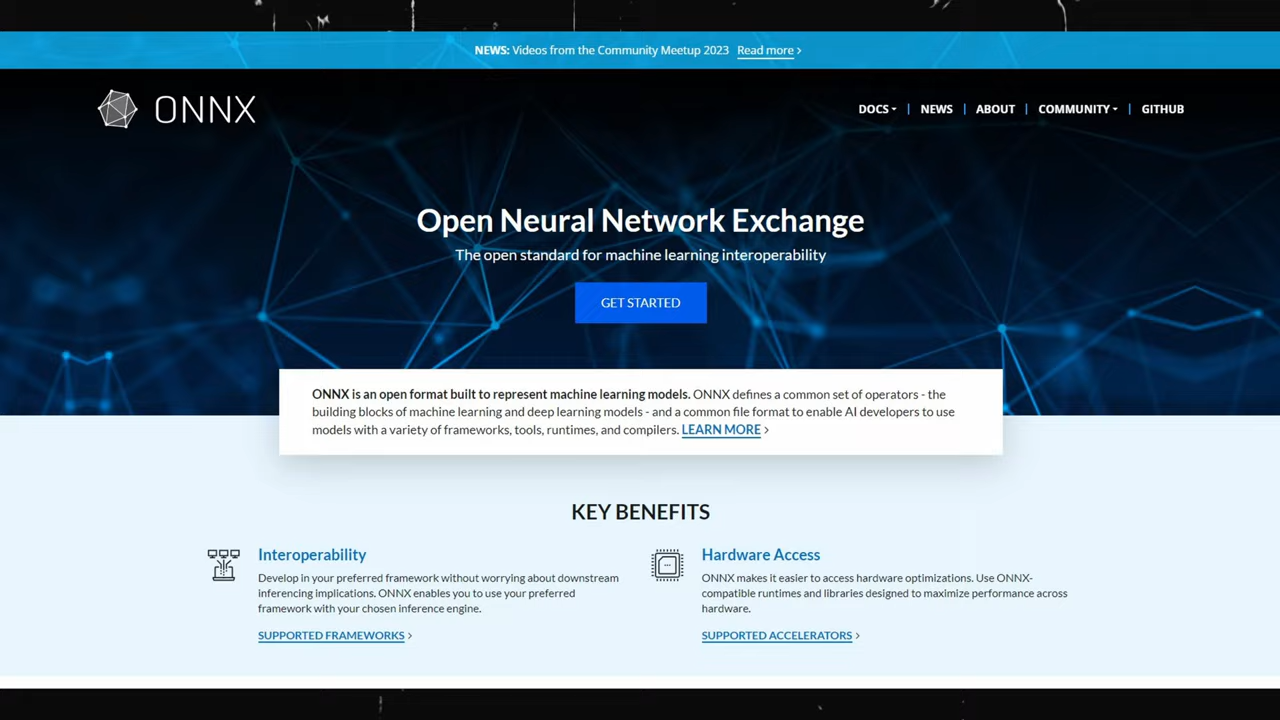 NEWS: Videos from the Community Meetup 2023 Read more >
ONNX
DOCS
NEWS
ABOUT
COMMUNITY
GITHUB
Open Neural Network Exchange
The open standard for machine learning interoperability
GET STARTED
ONNX is an open format built to represent machine learning models. ONNX defines a common set of operators - the
building blocks of machine learning and deep learning models - and a common file format to enable AI developers to use
models with a variety of frameworks, tools, runtimes, and compilers. LEARN MORE >
KEY BENEFITS
Interoperability
Develop in your preferred framework without worrying about downstream
inferencing implications. ONNX enables you to use your preferred
framework with your chosen inference engine.
SUPPORTED FRAMEWORKS >
Hardware Access
ONNX makes it easier to access hardware optimizations. Use ONNX-
compatible runtimes and libraries designed to maximize performance across
hardware.
SUPPORTED ACCELERATORS >